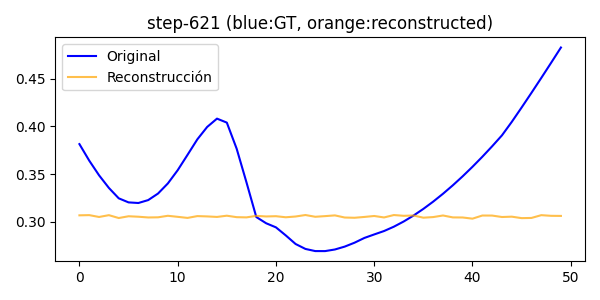 step-621 (blue:GT, orange:reconstructed)
Original
Reconstrucción
0.45
0.40
0.35
0.30
0 10 20 30 40 50